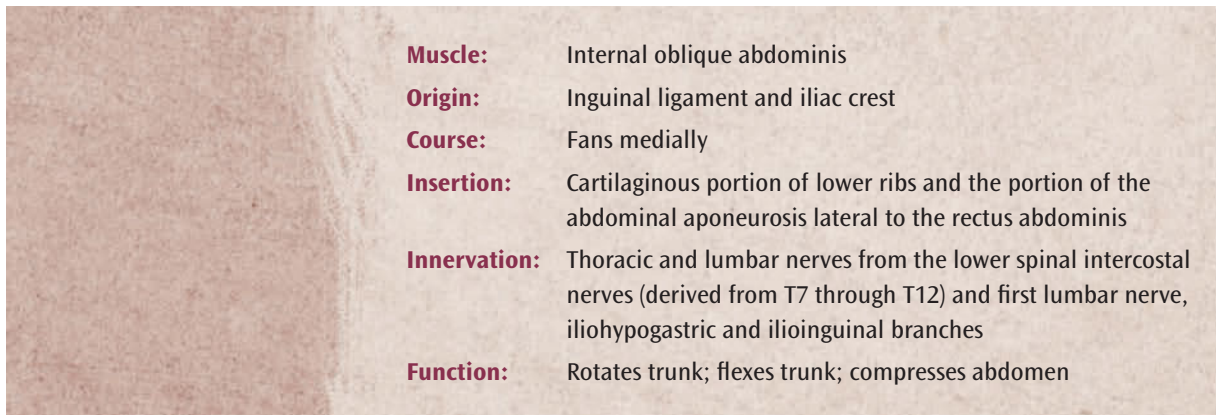 Muscle: Internal oblique abdominis
Origin: Inguinal ligament and iliac crest
Course: Fans medially
Insertion: Cartilaginous portion of lower ribs and the portion of the
abdominal aponeurosis lateral to the rectus abdominis
Innervation: Thoracic and lumbar nerves from the lower spinal intercostal
nerves (derived from T7 through T12) and first lumbar nerve,
iliohypogastric and ilioinguinal branches
Function: Rotates trunk; flexes trunk; compresses abdomen